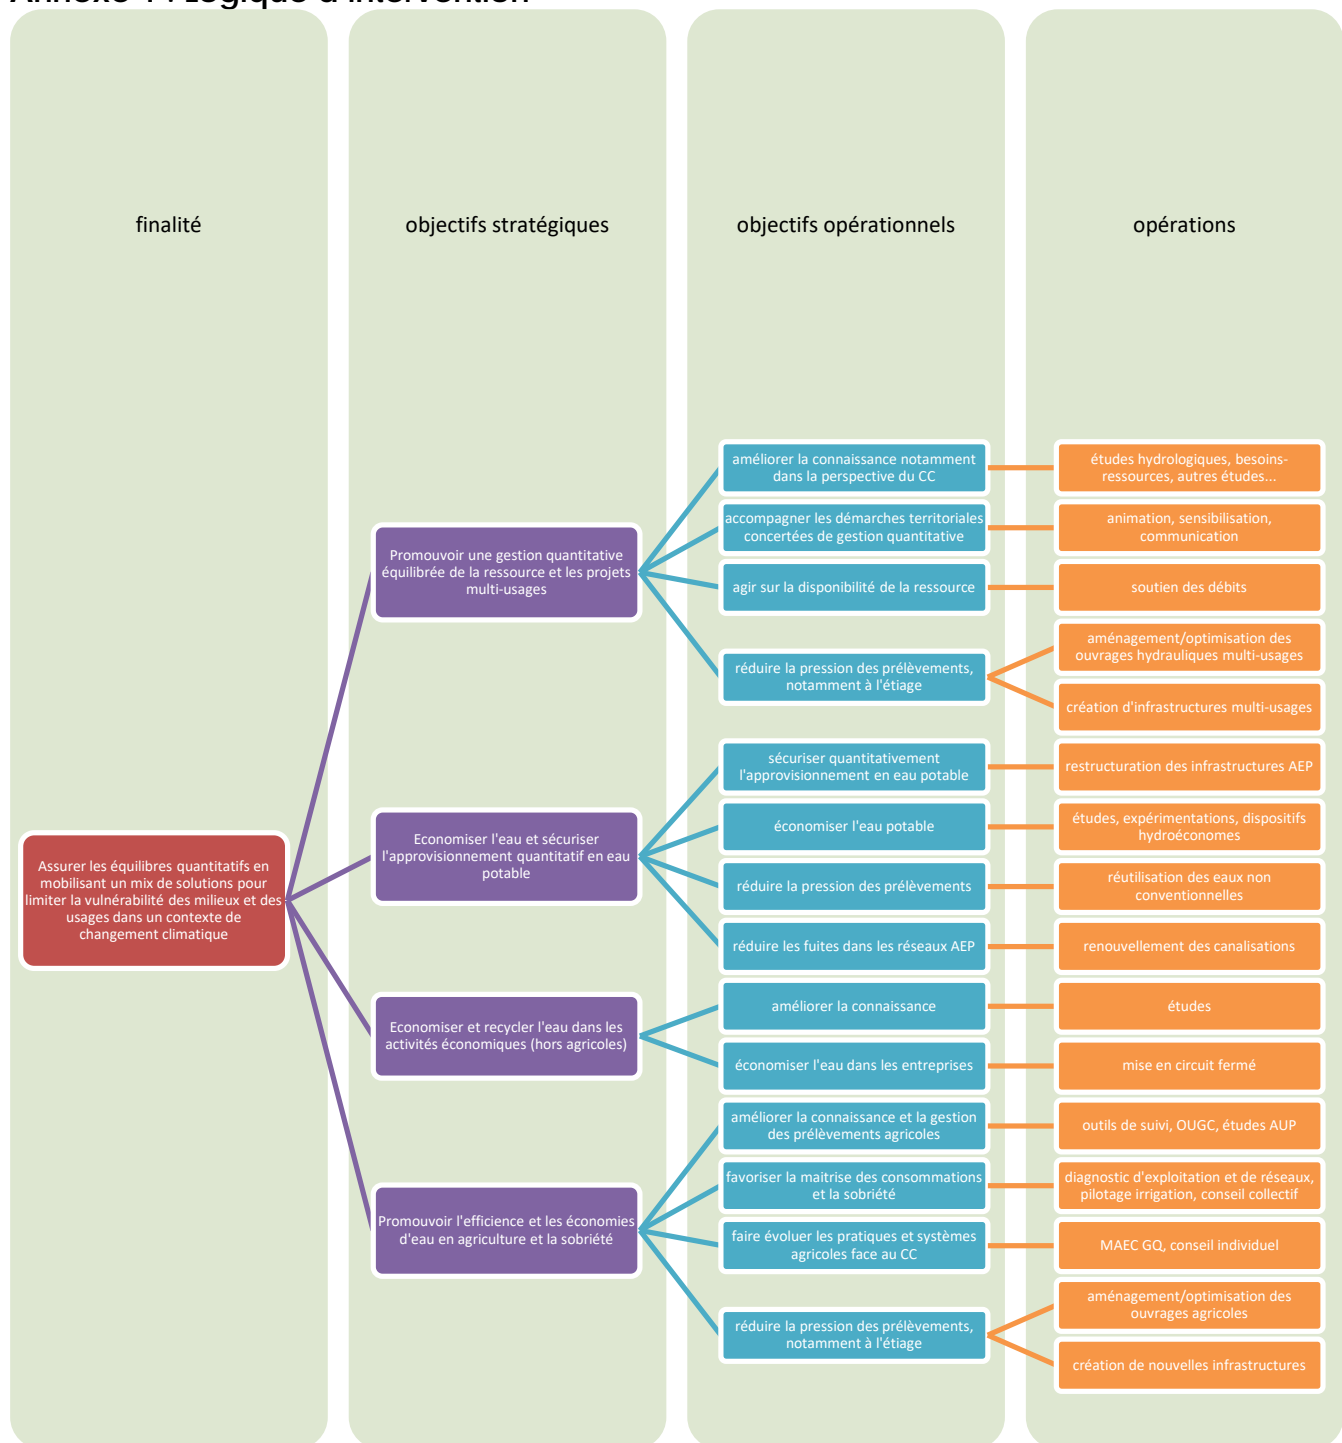 Annexe 1 : Logique d'intervention
finalité
objectifs stratégiques
objectifs opérationnels
opérations
Assurer les équilibres quantitatifs en
mobilisant un mix de solutions pour
limiter la vulnérabilité des milieux et des
usages dans un contexte de
changement climatique
Promouvoir une gestion quantitative
équilibrée de la ressource et les projets
multi-usages
améliorer la connaissance notamment
dans la perspective du CC
études hydrologiques, besoins-
ressources, autres études...
accompagner les démarches territoriales
concertées de gestion quantitative
animation, sensibilisation,
communication
agir sur la disponibilité de la ressource
soutien des débits
réduire la pression des prélèvements,
notamment à l'étiage
aménagement/optimisation des
ouvrages hydrauliques multi-usages
création d'infrastructures multi-usages
Economiser l'eau et sécuriser
l'approvisionnement quantitatif en eau
potable
sécuriser quantitativement
l'approvisionnement en eau potable
restructuration des infrastructures AEP
économiser l'eau potable
études, expérimentations, dispositifs
hydroéconomes
réduire la pression des prélèvements
réutilisation des eaux non
conventionnelles
réduire les fuites dans les réseaux AEP
renouvellement des canalisations
Economiser et recycler l'eau dans les
activités économiques (hors agricoles)
améliorer la connaissance
études
économiser l'eau dans les entreprises
mise en circuit fermé
Promouvoir l'efficience et les économies
d'eau en agriculture et la sobriété
améliorer la connaissance et la gestion
des prélèvements agricoles
outils de suivi, OUGC, études AUP
favoriser la maitrise des consommations
et la sobriété
diagnostic d'exploitation et de réseaux,
pilotage irrigation, conseil collectif
faire évoluer les pratiques et systèmes
agricoles face au CC
MAEC GQ, conseil individuel
réduire la pression des prélèvements,
notamment à l'étiage
aménagement/optimisation des
ouvrages agricoles
création de nouvelles infrastructures